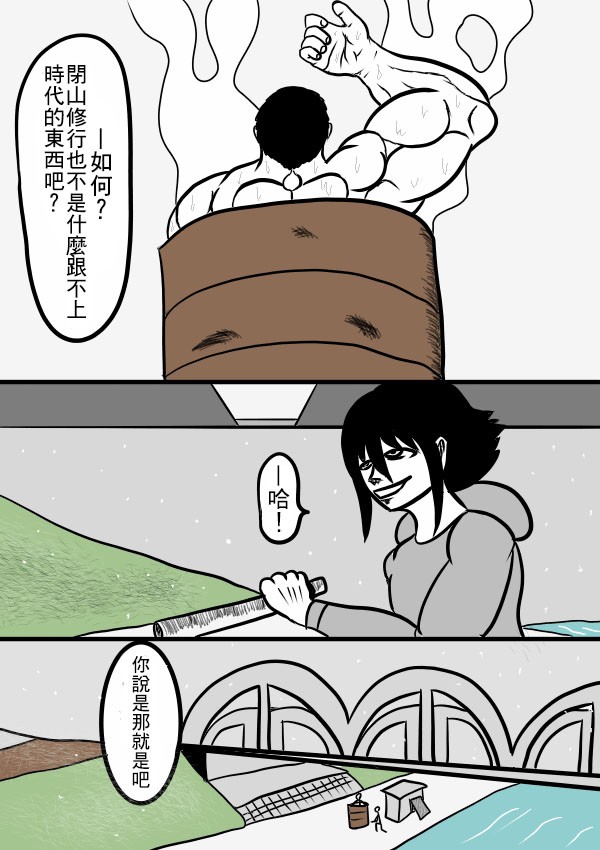 —如何？
閉山修行也不是什麼跟不上
時代的東西吧？
—哈！
你說是那就是吧